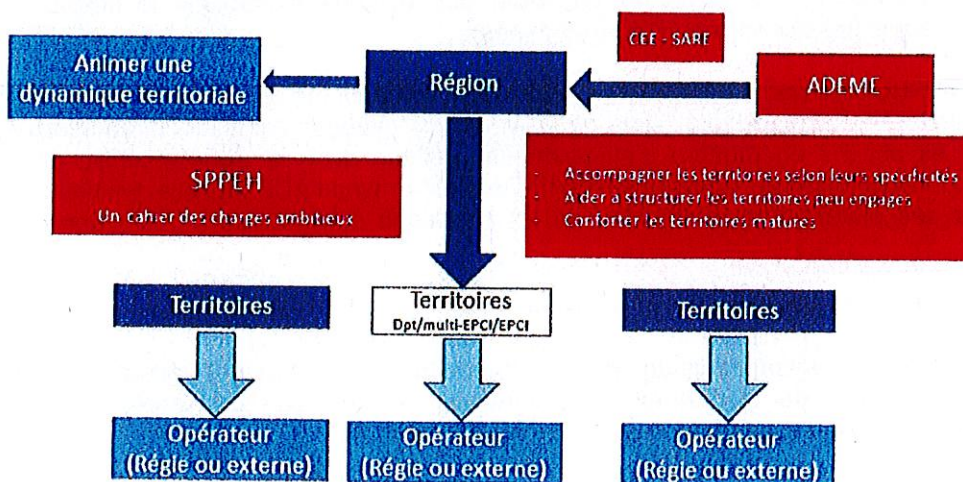 Animer une
dynamique territoriale
Région
CEE - SARE
ADEME
SPPEH
Un cahier des charges ambitieux
- Accompagner les territoires selon leurs spécificités
- Aider à structurer les territoires peu engagés
- Conforter les territoires matures
Territoires
Territoires
Dpt/multi-EPCI/EPCI
Territoires
Opérateur
(Régie ou externe)
Opérateur
(Régie ou externe)
Opérateur
(Régie ou externe)